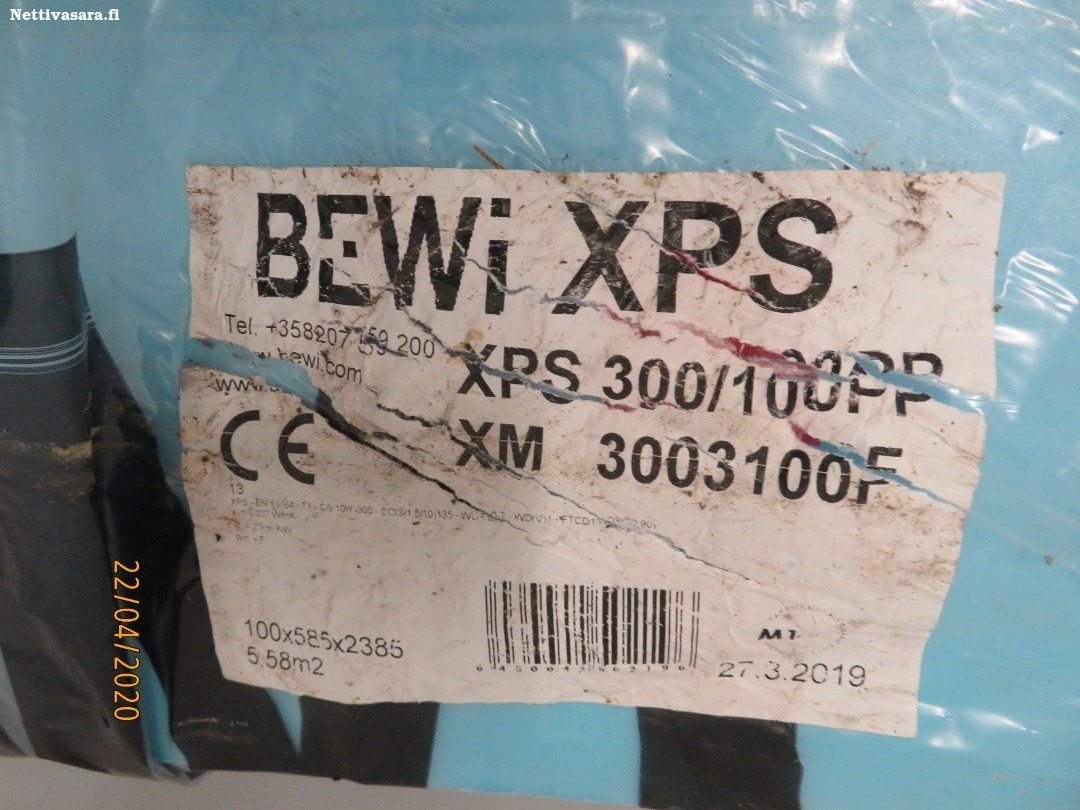 Nettivasara.fi
BEWi XPS
Tel. +358207 200
www.bewi.com
XPS 300/100PP
XM 3003100F
CE
13
100x585x2385
5,58m2
M1
27.3.2019
22/04/2020